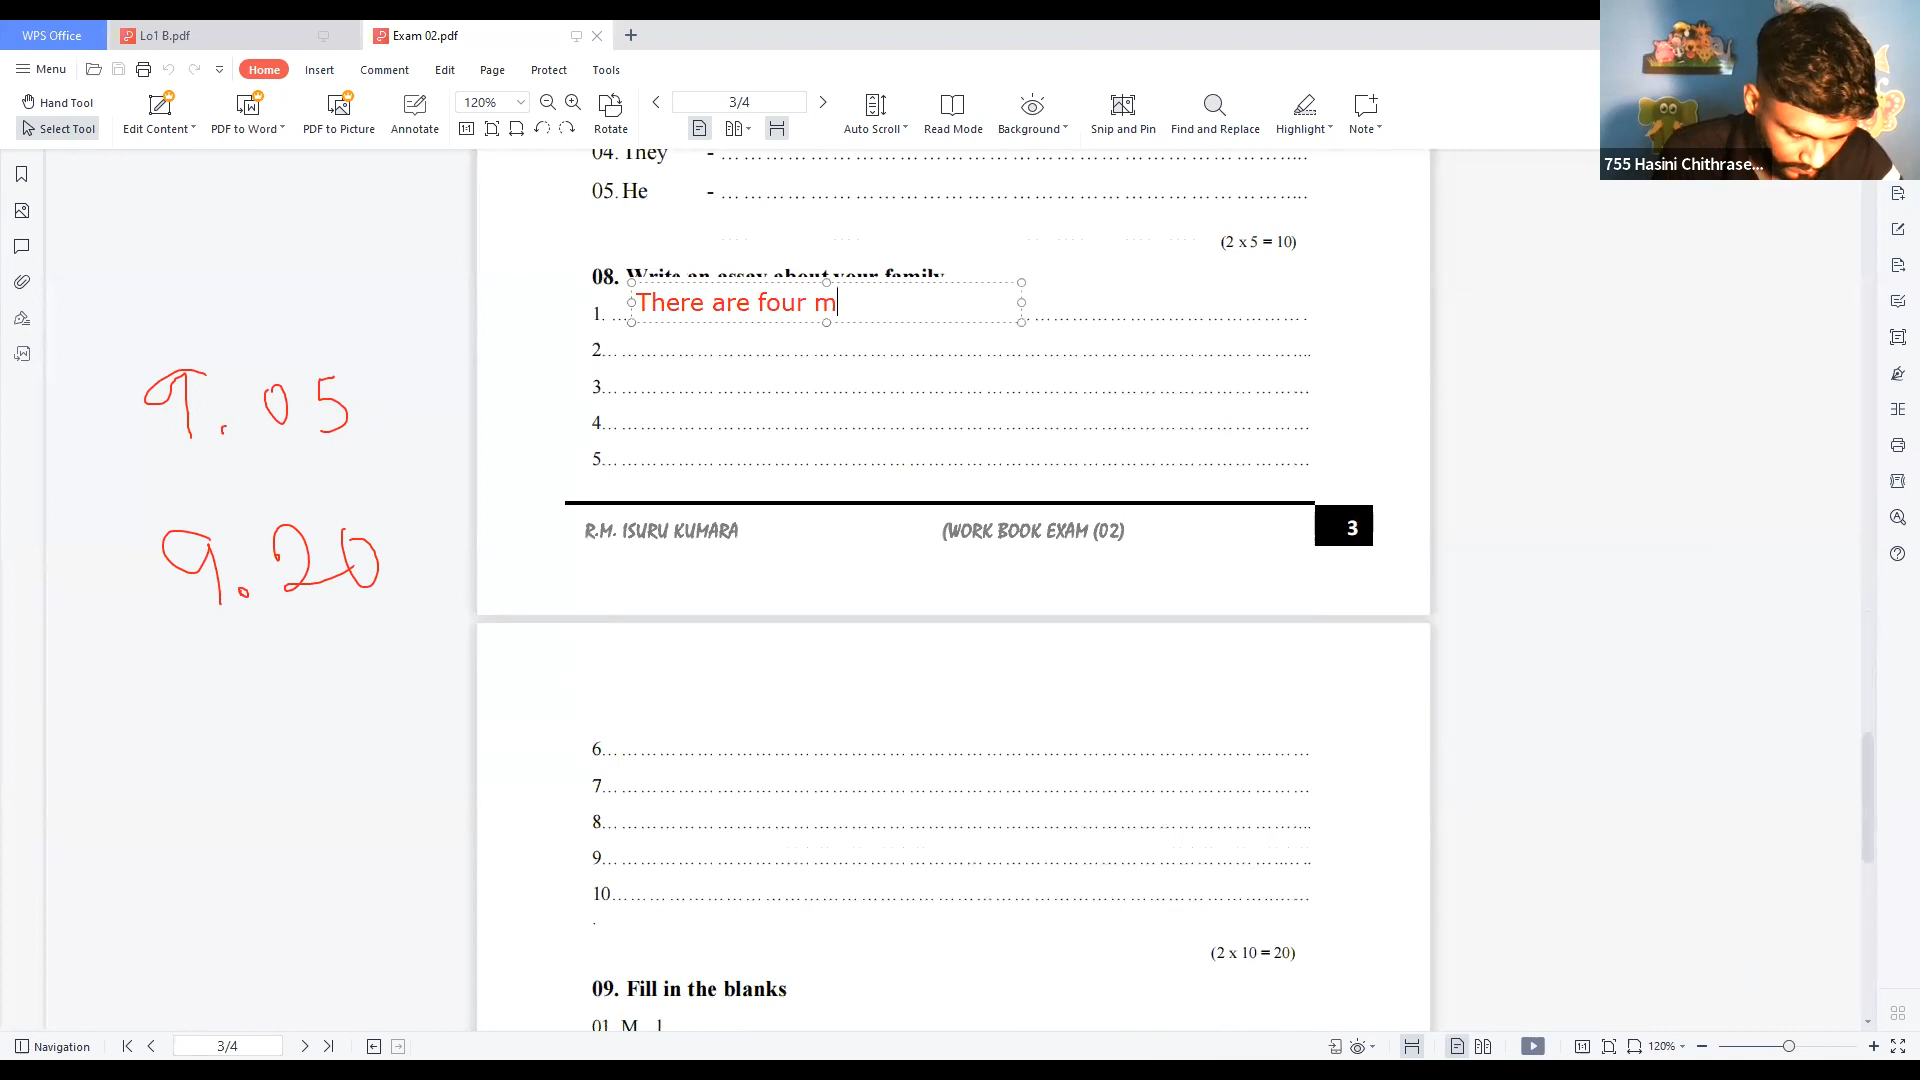 WPS Office
Lo1 B.pdf
Exam 02.pdf
Menu
Home
Insert
Comment
Edit
Page
Protect
Tools
Hand Tool
Select Tool
Edit Content
PDF to Word
PDF to Picture
Annotate
120%
Rotate
3/4
Auto Scroll
Read Mode
Background
Snip and Pin
Find and Replace
Highlight
Note
755 Hasini Chithrase...
04. They - ........................................
05. He - ........................................
(2 x 5 = 10)
08. Write an essay about your family
There are four m
1. ........................................
2. ........................................
3. ........................................
4. ........................................
5. ........................................
R.M. ISURU KUMARA (WORK BOOK EXAM (02) 3
9.05
9.20
6. ........................................
7. ........................................
8. ........................................
9. ........................................
10. ........................................
(2 x 10 = 20)
09. Fill in the blanks
Navigation
3/4
120%